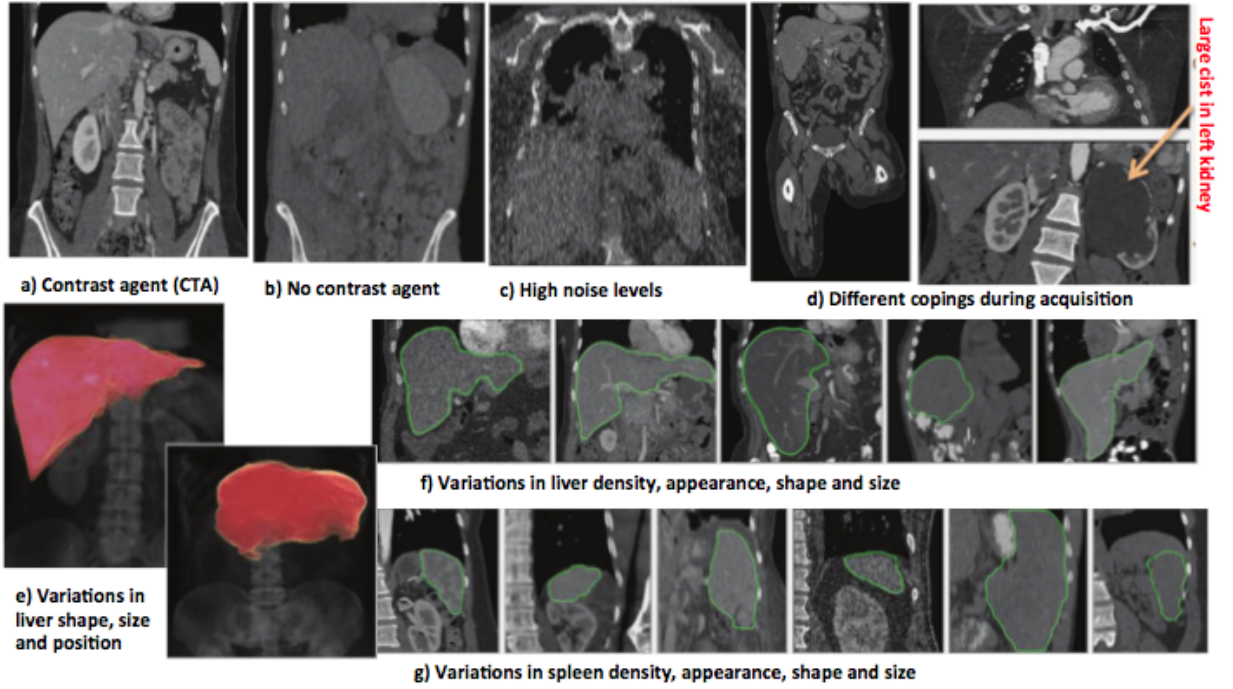 Large cist in left kidney
a) Contrast agent (CTA)
b) No contrast agent
c) High noise levels
d) Different copings during acquisition
f) Variations in liver density, appearance, shape and size
e) Variations in
liver shape, size
and position
g) Variations in spleen density, appearance, shape and size